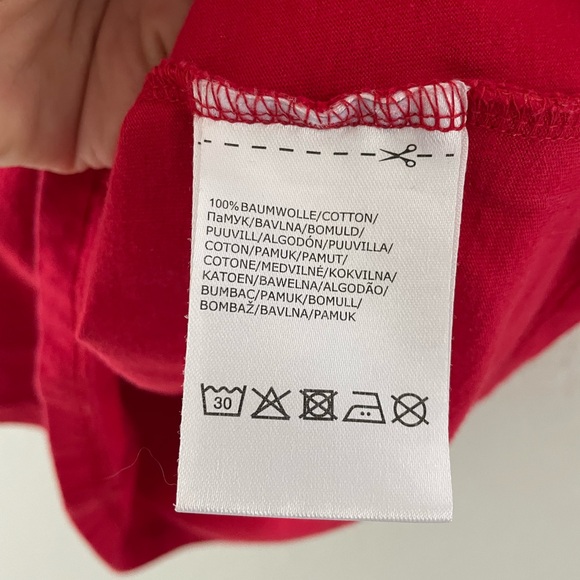 100% BAUMWOLLE/COTTON/
ПаМУК/BAVLNA/BOMULD/
PUUVILL/ALGODÓN/PUUVILLA/
COTON/PAMUK/PAMUT/
COTONE/MEDVILNĖ/KOKVILNA/
KATOEN/BAWEŁNA/ALGODÃO/
BUMBAC/PAMUK/BOMULL/
BOMBAŽ/BAVLNA/PAMUK
30